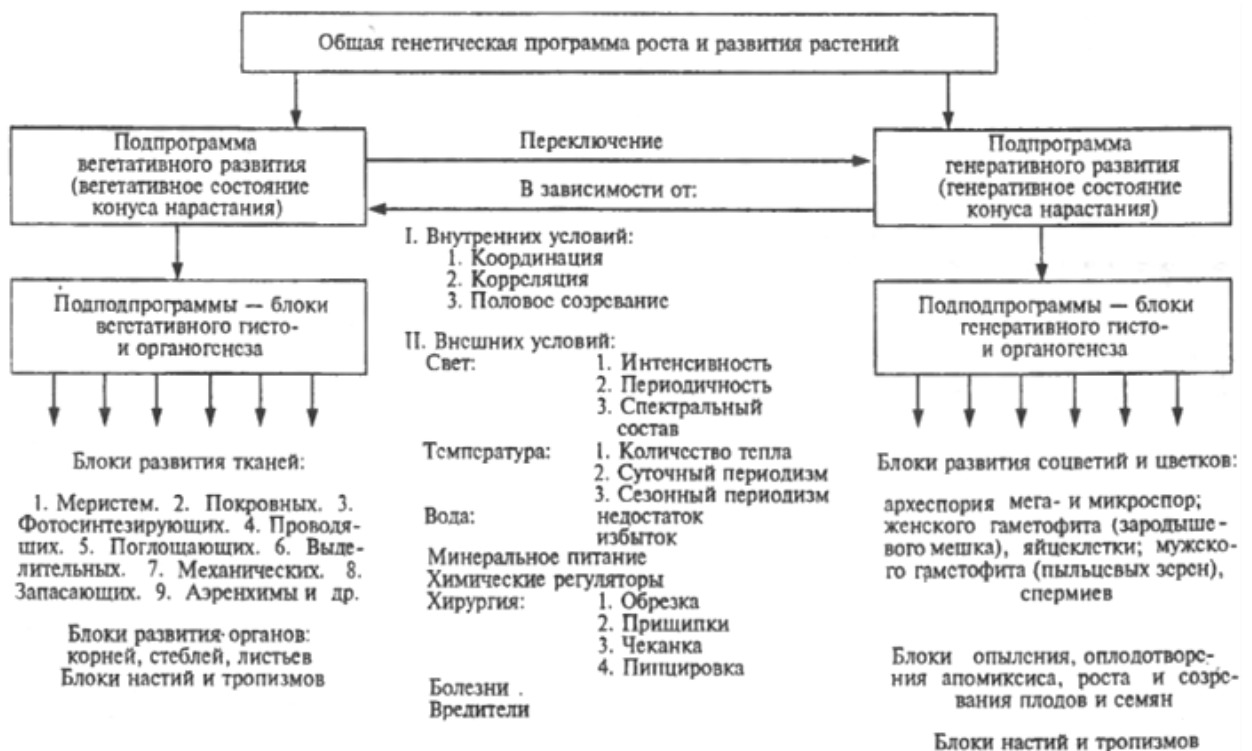 Общая генетическая программа роста и развития растений
Подпрограмма
вегетативного развития
(вегетативное состояние
конуса нарастания)
Переключение
В зависимости от:
Подпрограмма
генеративного развития
(генеративное состояние
конуса нарастания)
Подподпрограммы — блоки
вегетативного гисто-
и органогенеза
I. Внутренних условий:
1. Координация
2. Корреляция
3. Половое созревание
II. Внешних условий:
Свет: 1. Интенсивность
2. Периодичность
3. Спектральный
состав
Температура: 1. Количество тепла
2. Суточный периодизм
3. Сезонный периодизм
Вода: недостаток
избыток
Минеральное питание
Химические регуляторы
Хирургия: 1. Обрезка
2. Прищипки
3. Чеканка
4. Пипцировка
Болезни
Вредители
Подподпрограммы — блоки
генеративного гисто-
и органогенеза
Блоки развития тканей:
1. Меристем. 2. Покровных. 3.
Фотосинтезирующих. 4. Проводя-
ших. 5. Поглощающих. 6. Выде-
лительных. 7. Механических. 8.
Запасающих. 9. Аэренхимы и др.
Блоки развития органов:
корней, стеблей, листьев
Блоки настий и тропизмов
Блоки развития соцветий и цветков:
археспория мега- и микроспор;
женского гаметофита (зародыше-
вого мешка), яйцеклетки; мужско-
го гаметофита (пыльцевых зерен),
спермиев
Блоки опыления, оплодотворе-
ния апомиксиса, роста и созре-
вания плодов и семян
Блоки настий и тропизмов